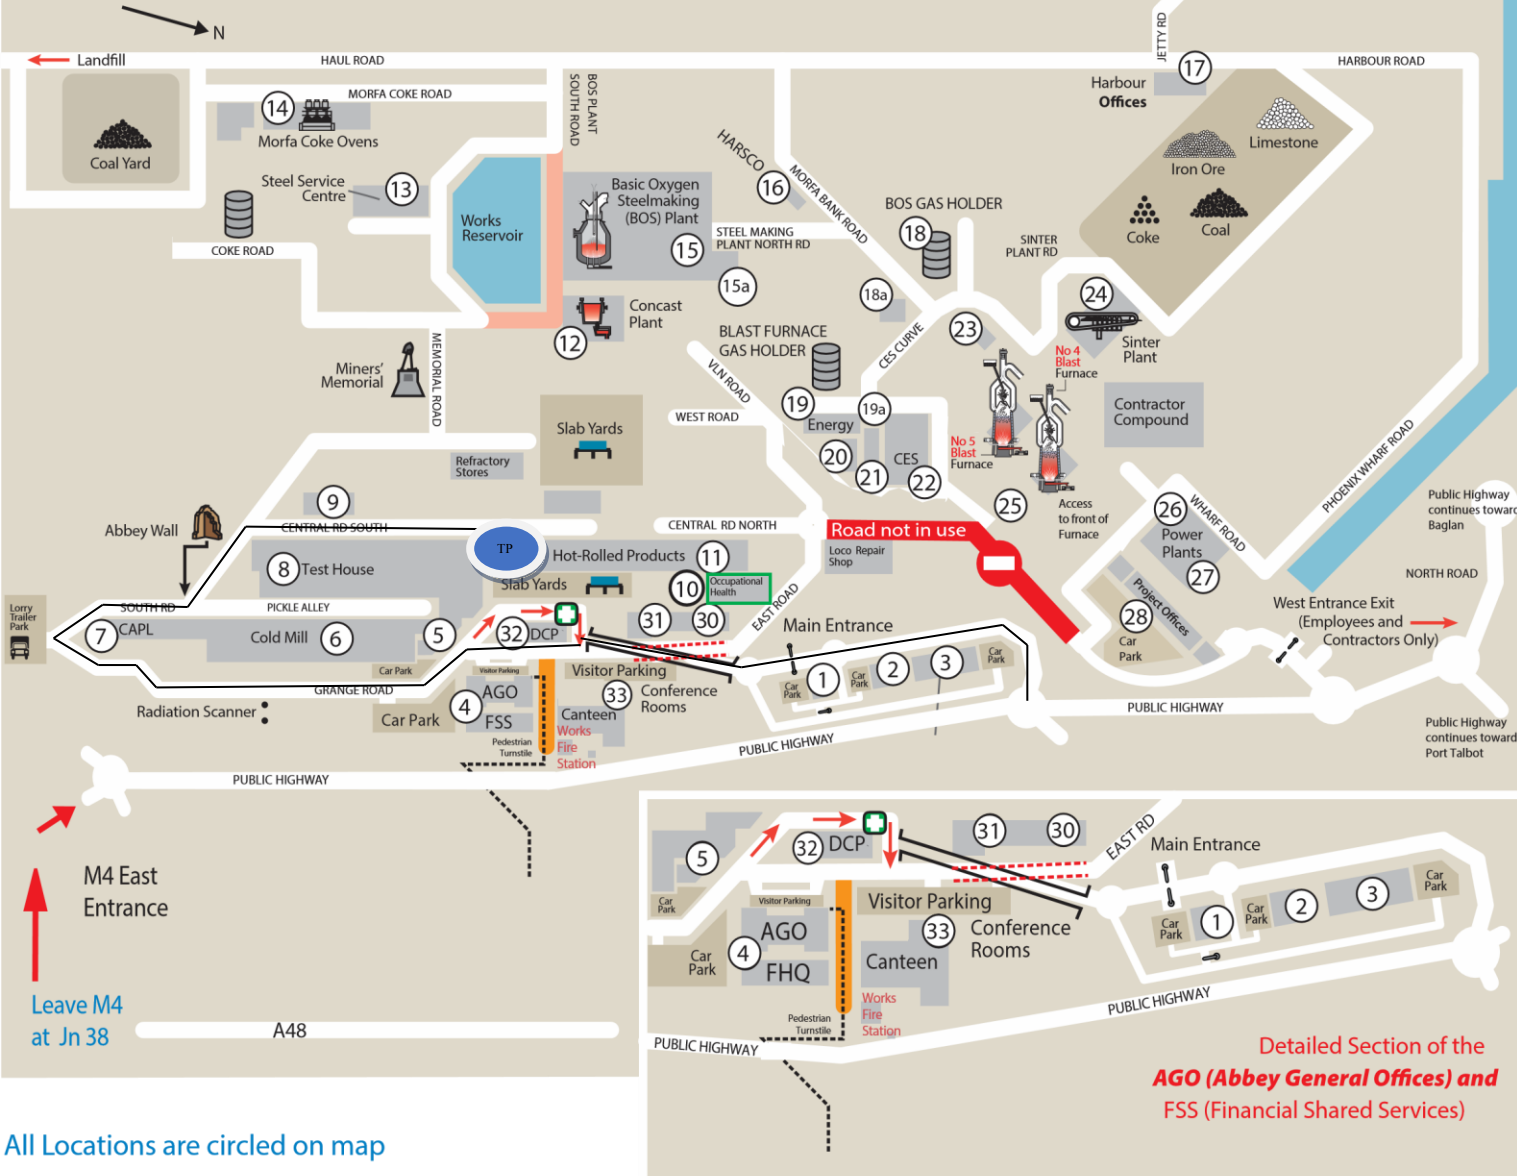 N
Landfill
HAUL ROAD
JETTY RD
17
HARBOUR ROAD
Harbour
Offices
MORFA COKE ROAD
BOS PLANT
SOUTH ROAD
14
Morfa Coke Ovens
Coal Yard
Limestone
Iron Ore
Coke
Coal
HARSCO
16
MORFA BANK ROAD
Steel Service
Centre
13
Works
Reservoir
Basic Oxygen
Steelmaking
(BOS) Plant
15
15a
STEEL MAKING
PLANT NORTH RD
BOS GAS HOLDER
18
SINTER
PLANT RD
COKE ROAD
18a
24
Sinter
Plant
Concast
Plant
12
BLAST FURNACE
GAS HOLDER
CES CURVE
23
No 4
Blast
Furnace
Miners'
Memorial
MEMORIAL ROAD
VLN ROAD
19
19a
Energy
WEST ROAD
Contractor
Compound
Slab Yards
No 5
Blast
Furnace
20
21
CES
22
Refractory
Stores
PHOENIX WHARF ROAD
9
25
Access
to front of
Furnace
26
WHARF ROAD
Power
Plants
27
Public Highway
continues toward
Baglan
Abbey Wall
CENTRAL RD SOUTH
TP
CENTRAL RD NORTH
Road not in use
Loco Repair
Shop
Hot-Rolled Products
11
8
Test House
Slab Yards
10
Occupational
Health
NORTH ROAD
Project Offices
28
Car
Park
West Entrance Exit
(Employees and
Contractors Only)
Lorry
Trailer
Park
SOUTH RD
PICKLE ALLEY
7
CAPL
Cold Mill
6
5
32
DCP
31
30
EAST ROAD
Main Entrance
Car Park
Visitor Parking
Visitor Parking
1
2
3
Car
Park
Car
Park
Car
Park
GRANGE ROAD
Radiation Scanner
Car Park
4
AGO
FSS
33
Conference
Rooms
Canteen
Works
Fire
Station
Pedestrian
Turnstile
PUBLIC HIGHWAY
PUBLIC HIGHWAY
PUBLIC HIGHWAY
Public Highway
continues toward
Port Talbot
M4 East
Entrance
Leave M4
at Jn 38
A48
5
32
DCP
31
30
EAST RD
Main Entrance
Car
Park
Visitor Parking
Visitor Parking
1
2
3
Car
Park
Car
Park
Car
Park
AGO
FHQ
4
Car
Park
33
Conference
Rooms
Canteen
Works
Fire
Station
Pedestrian
Turnstile
PUBLIC HIGHWAY
PUBLIC HIGHWAY
Detailed Section of the
AGO (Abbey General Offices) and
FSS (Financial Shared Services)
All Locations are circled on map